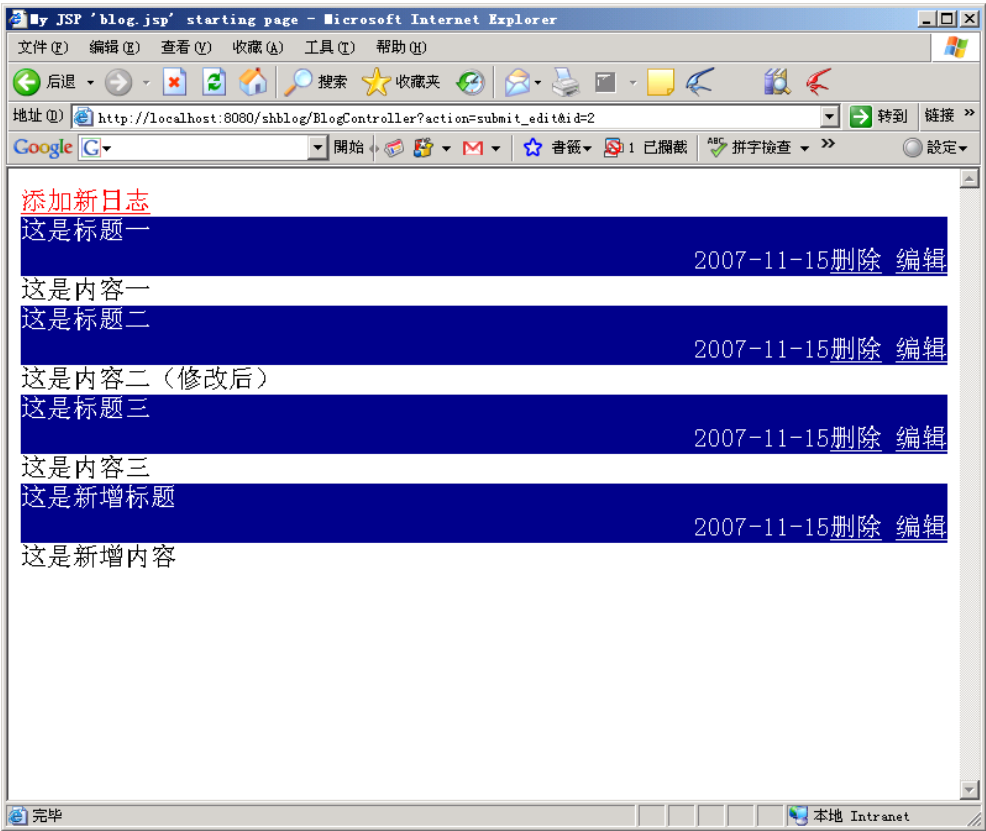 My JSP 'blog.jsp' starting page - Microsoft Internet Explorer
文件(F) 编辑(E) 查看(V) 收藏(A) 工具(T) 帮助(H)
后退 搜索 收藏夹
地址(D) http://localhost:8080/shblog/BlogController?action=submit_edit&id=2 转到 链接 »
Google G 開始 書籤 1 已攔截 ABC 拼字檢查 » 設定
添加新日志
这是标题一
2007-11-15删除 编辑
这是内容一
这是标题二
2007-11-15删除 编辑
这是内容二（修改后）
这是标题三
2007-11-15删除 编辑
这是内容三
这是新增标题
2007-11-15删除 编辑
这是新增内容
完毕 本地 Intranet